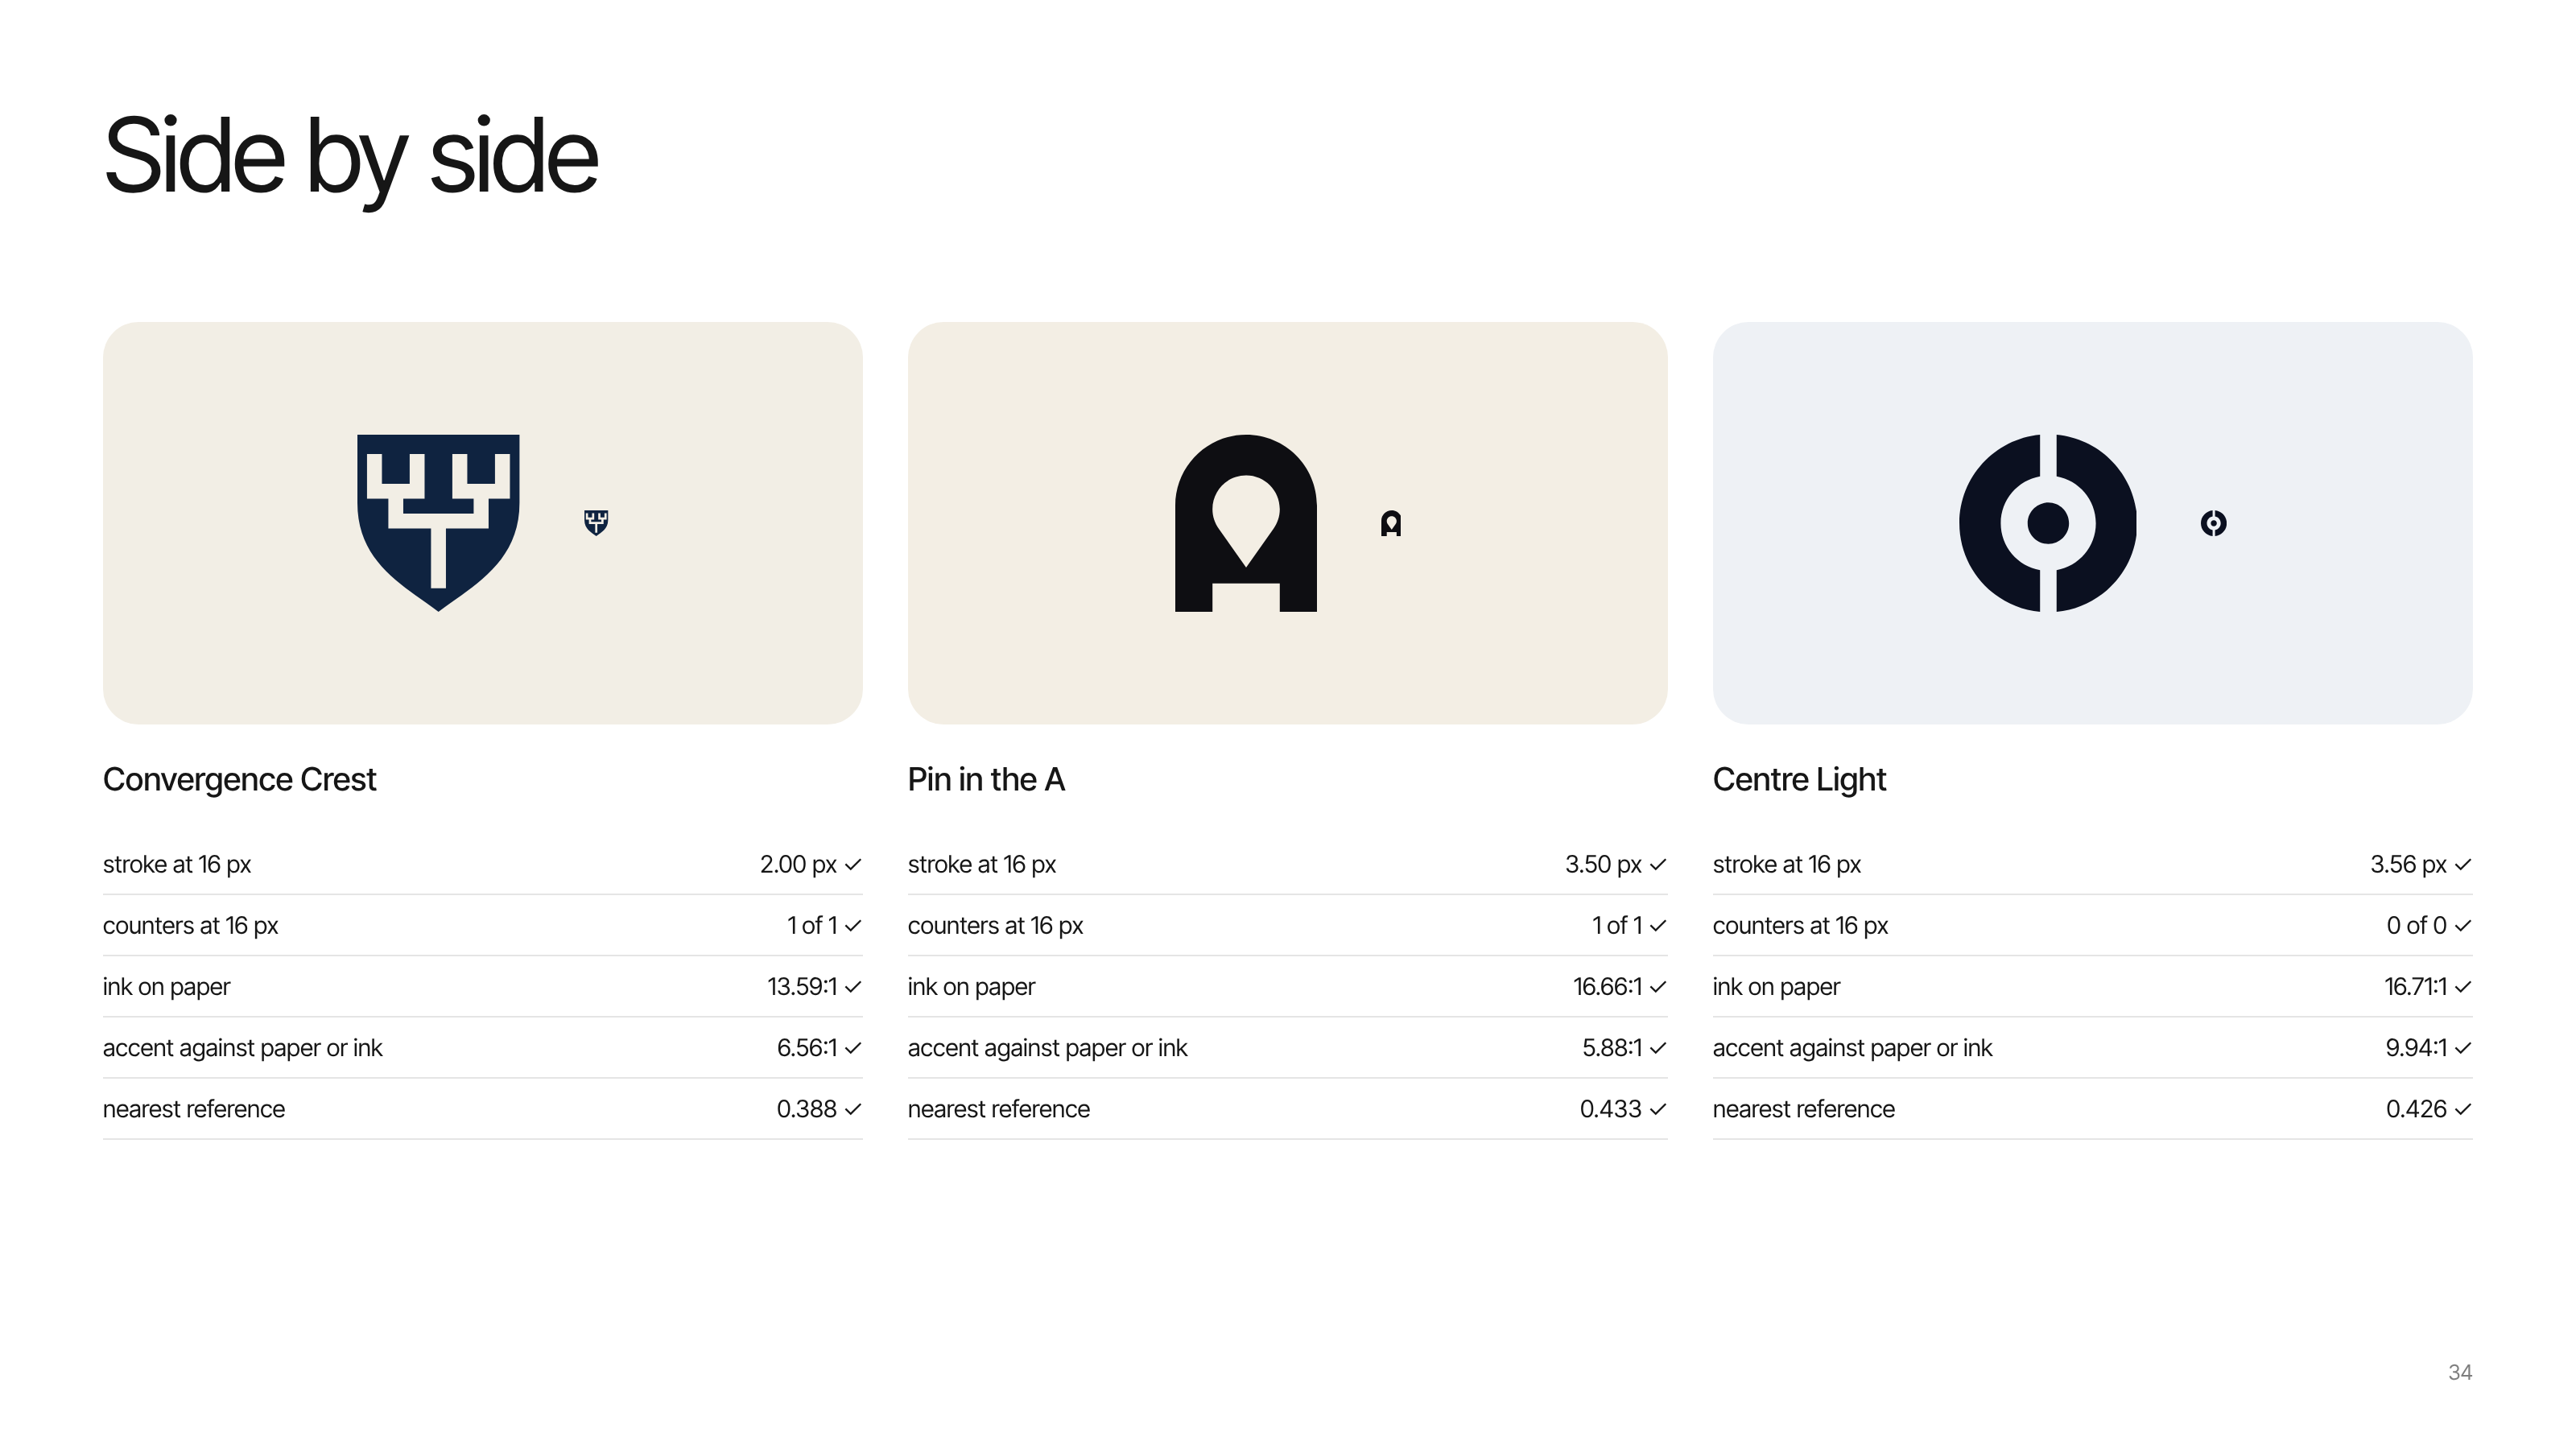 Side by side
Convergence Crest
stroke at 16 px 2.00 px ✓
counters at 16 px 1 of 1 ✓
ink on paper 13.59:1 ✓
accent against paper or ink 6.56:1 ✓
nearest reference 0.388 ✓
Pin in the A
stroke at 16 px 3.50 px ✓
counters at 16 px 1 of 1 ✓
ink on paper 16.66:1 ✓
accent against paper or ink 5.88:1 ✓
nearest reference 0.433 ✓
Centre Light
stroke at 16 px 3.56 px ✓
counters at 16 px 0 of 0 ✓
ink on paper 16.71:1 ✓
accent against paper or ink 9.94:1 ✓
nearest reference 0.426 ✓
34